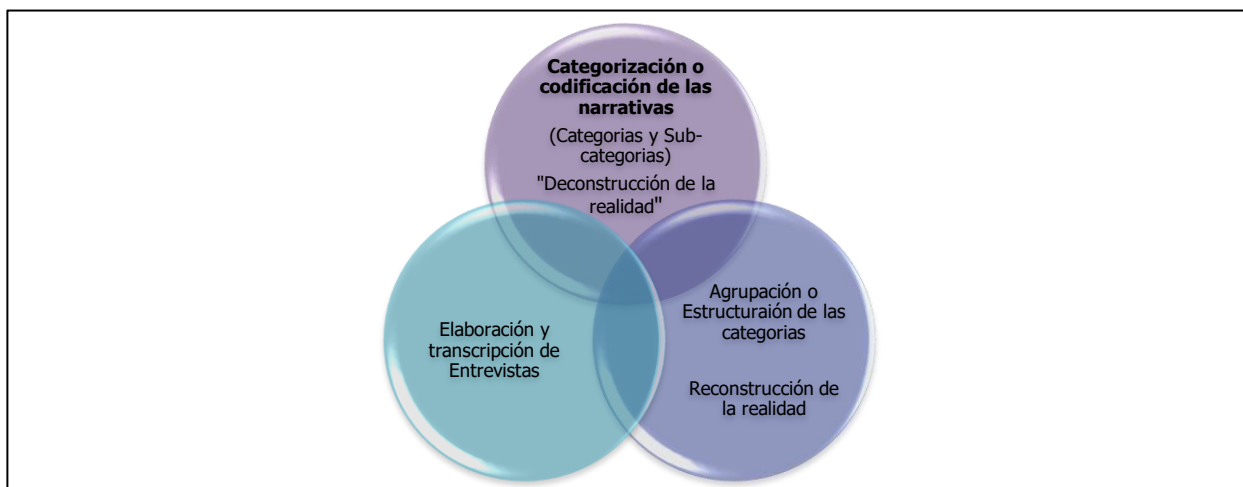 Categorización o
codificación de las
narrativas
(Categorias y Sub-
categorias)
"Deconstrucción de la
realidad"
Elaboración y
transcripción de
Entrevistas
Agrupación o
Estructuraión de las
categorias
Reconstrucción de
la realidad